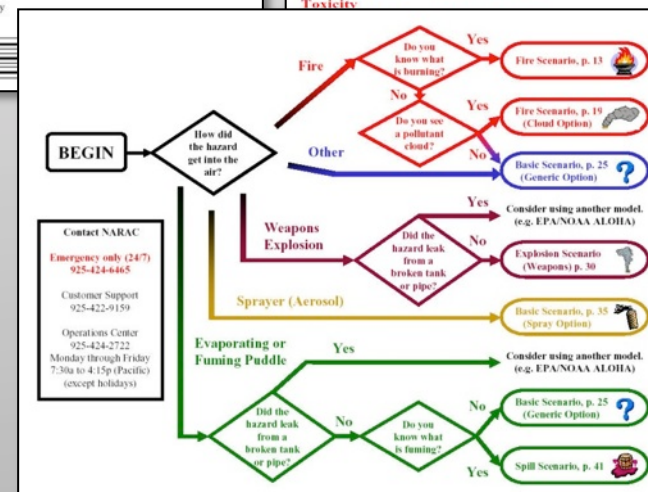 y
Toxicity
Do you
know what
is burning?
Yes
Fire
Fire Scenario, p. 13
No
Do you see
a pollutant
cloud?
Yes
Fire Scenario, p. 19
(Cloud Option)
No
BEGIN
How did
the hazard
get into the
air?
Other
Basic Scenario, p. 25
(Generic Option)
Contact NARAC
Emergency only (24/7)
925-424-6465
Customer Support
925-422-9159
Operations Center
925-424-2722
Monday through Friday
7:30a to 4:15p (Pacific)
(except holidays)
Weapons
Explosion
Did the
hazard leak
from a
broken tank
or pipe?
Yes
Consider using another model.
(e.g. EPA/NOAA ALOHA)
No
Explosion Scenario
(Weapons) p. 30
Sprayer (Aerosol)
Basic Scenario, p. 35
(Spray Option)
Evaporating or
Fuming Puddle
Yes
Consider using another model.
(e.g. EPA/NOAA ALOHA)
Did the
hazard leak
from a
broken tank
or pipe?
No
Do you
know what
is fuming?
No
Basic Scenario, p. 25
(Generic Option)
Yes
Spill Scenario, p. 41